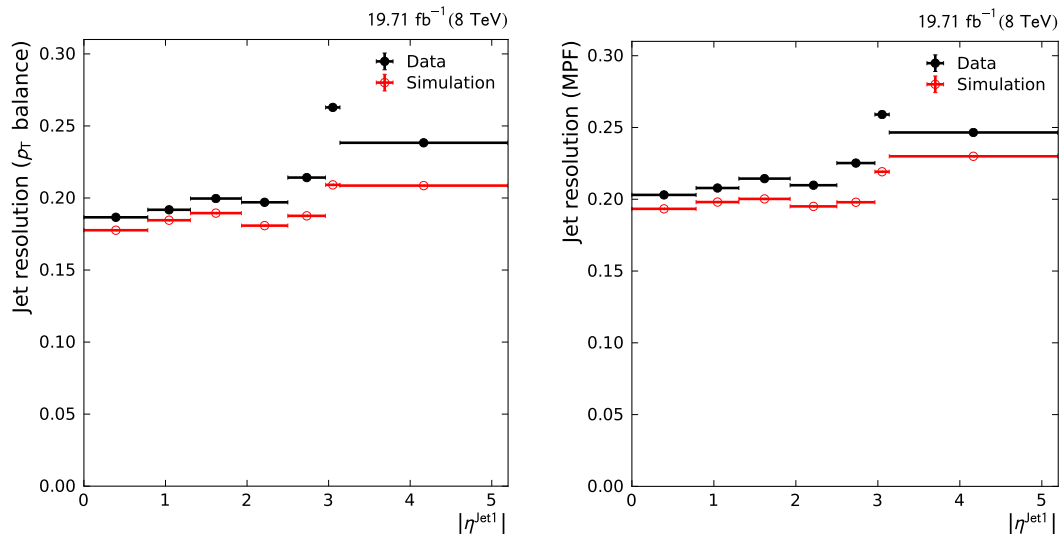 19.71 fb⁻¹(8 TeV)
Jet resolution (pT balance)
0.30
0.25
0.20
0.15
0.10
0.05
0.00
Data
Simulation
0 1 2 3 4 5
|η^Jet1|
19.71 fb⁻¹(8 TeV)
Jet resolution (MPF)
0.30
0.25
0.20
0.15
0.10
0.05
0.00
Data
Simulation
0 1 2 3 4 5
|η^Jet1|